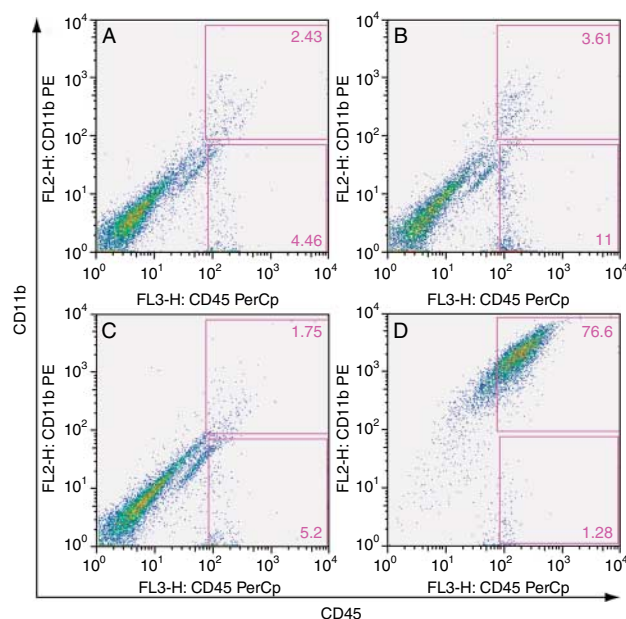 A
2.43
4.46
10⁴
10³
10²
10¹
10⁰
FL2-H: CD11b PE
10⁰ 10¹ 10² 10³ 10⁴
FL3-H: CD45 PerCp
B
3.61
11
10⁴
10³
10²
10¹
10⁰
FL2-H: CD11b PE
10⁰ 10¹ 10² 10³ 10⁴
FL3-H: CD45 PerCp
C
1.75
5.2
10⁴
10³
10²
10¹
10⁰
FL2-H: CD11b PE
10⁰ 10¹ 10² 10³ 10⁴
FL3-H: CD45 PerCp
D
76.6
1.28
10⁴
10³
10²
10¹
10⁰
FL2-H: CD11b PE
10⁰ 10¹ 10² 10³ 10⁴
FL3-H: CD45 PerCp
CD11b
CD45